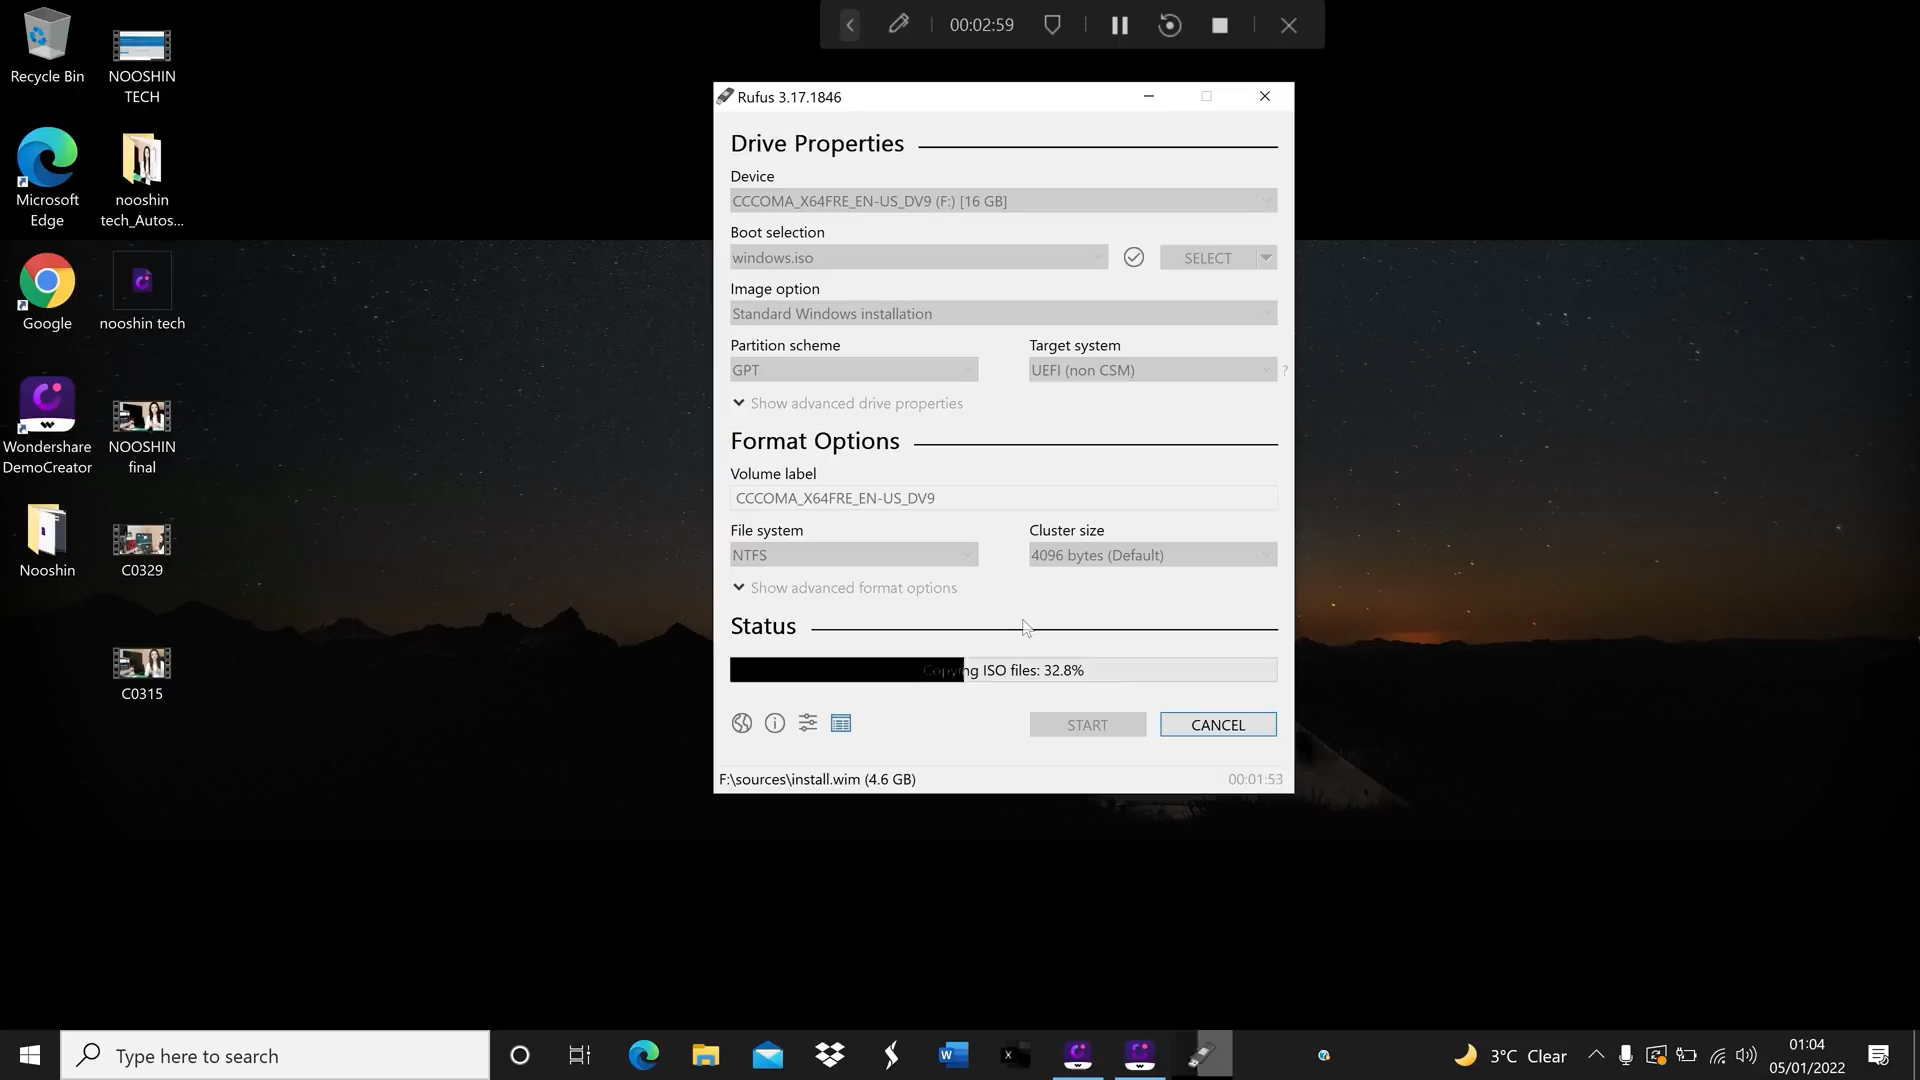 00:02:59
Recycle Bin
NOOSHIN
TECH
Microsoft
Edge
nooshin
tech_Autos...
Google
nooshin tech
Wondershare
DemoCreator
NOOSHIN
final
Nooshin
C0329
C0315
Rufus 3.17.1846
Drive Properties
Device
CCCOMA_X64FRE_EN-US_DV9 (F:) [16 GB]
Boot selection
windows.iso
SELECT
Image option
Standard Windows installation
Partition scheme
Target system
GPT
UEFI (non CSM)
?
Show advanced drive properties
Format Options
Volume label
CCCOMA_X64FRE_EN-US_DV9
File system
Cluster size
NTFS
4096 bytes (Default)
Show advanced format options
Status
Copying ISO files: 32.8%
START
CANCEL
F:\sources\install.wim (4.6 GB)
00:01:53
Type here to search
3°C Clear
01:04
05/01/2022